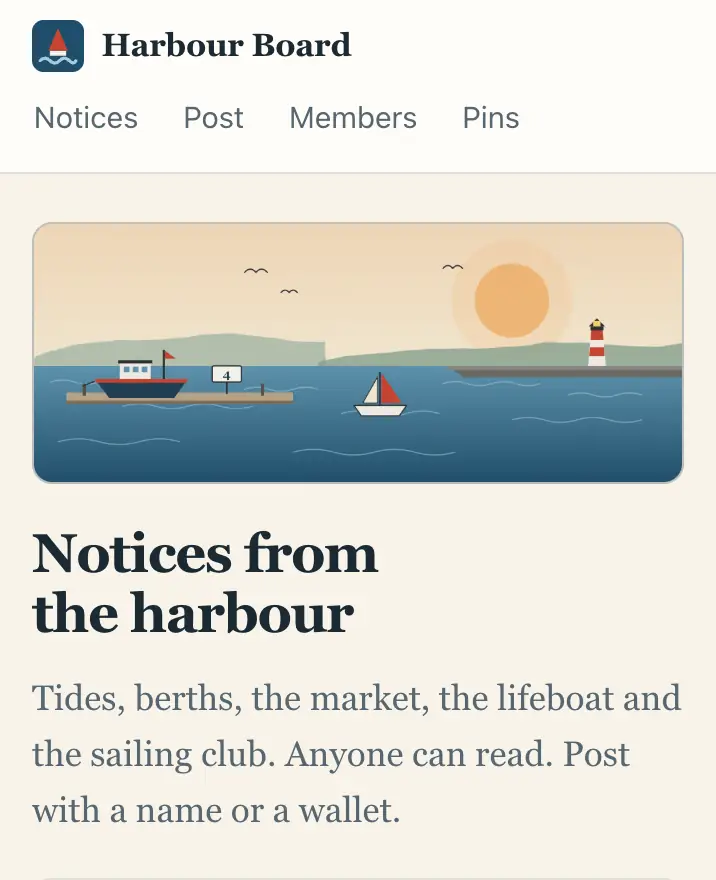 Harbour Board
Notices Post Members Pins
4
Notices from
the harbour
Tides, berths, the market, the lifeboat and
the sailing club. Anyone can read. Post
with a name or a wallet.